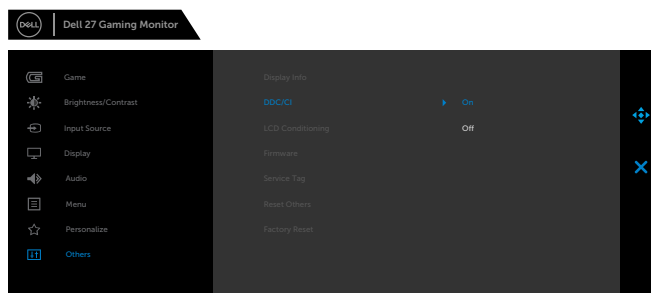 DELL
Dell 27 Gaming Monitor
Game
Display Info
Brightness/Contrast
DDC/CI
On
Input Source
LCD Conditioning
Off
Display
Firmware
Audio
Service Tag
Menu
Reset Others
Personalize
Factory Reset
Others